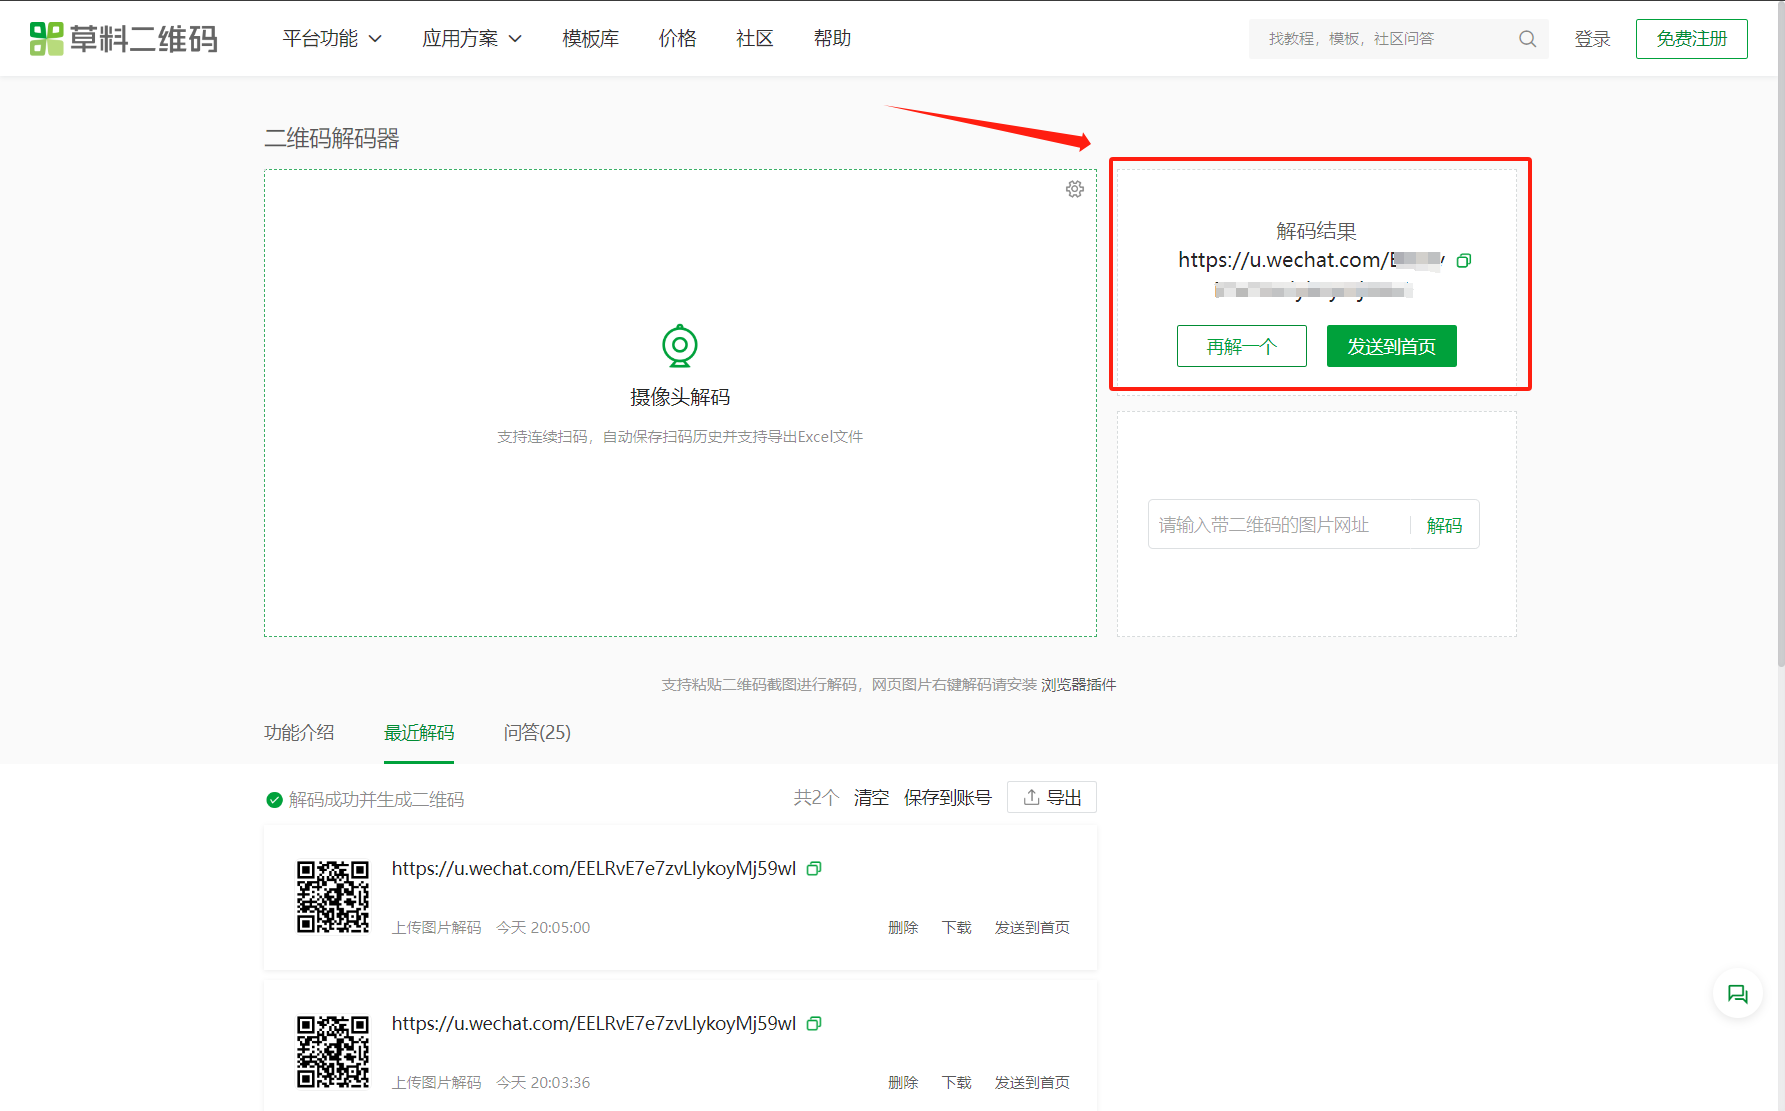 草料二维码
平台功能 应用方案 模板库 价格 社区 帮助
找教程，模板，社区问答
登录
免费注册
二维码解码器
摄像头解码
支持连续扫码，自动保存扫码历史并支持导出Excel文件
解码结果
https://u.wechat.com/
再解一个 发送到首页
请输入带二维码的图片网址 解码
支持粘贴二维码截图进行解码，网页图片右键解码请安装 浏览器插件
功能介绍 最近解码 问答(25)
解码成功并生成二维码 共2个 清空 保存到账号 导出
https://u.wechat.com/EELRvE7e7zvLlykoyMj59wI
上传图片解码 今天 20:05:00 删除 下载 发送到首页
https://u.wechat.com/EELRvE7e7zvLlykoyMj59wI
上传图片解码 今天 20:03:36 删除 下载 发送到首页